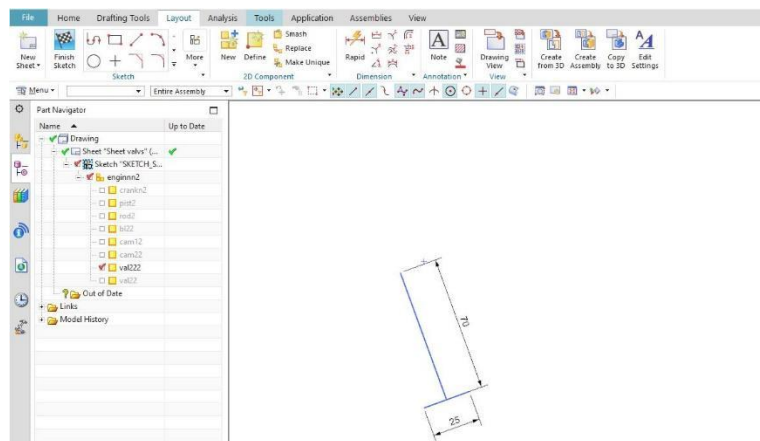 File Home Drafting Tools Layout Analysis Tools Application Assemblies View
New Sheet
Finish Sketch
More
Sketch
New
Define
Smash
Replace
Make Unique
2D Component
Rapid
Dimension
Note
Annotation
Drawing View
View
Create from 3D
Create Assembly
Copy to 3D
Edit Settings
Menu
Entire Assembly
Part Navigator
Name Up to Date
Drawing
Sheet "Sheet valvs" (...
Sketch "SKETCH_S...
enginnn2
crankn2
pist2
rod2
bl22
cam12
cam22
val222
val22
Out of Date
Links
Model History
70
25